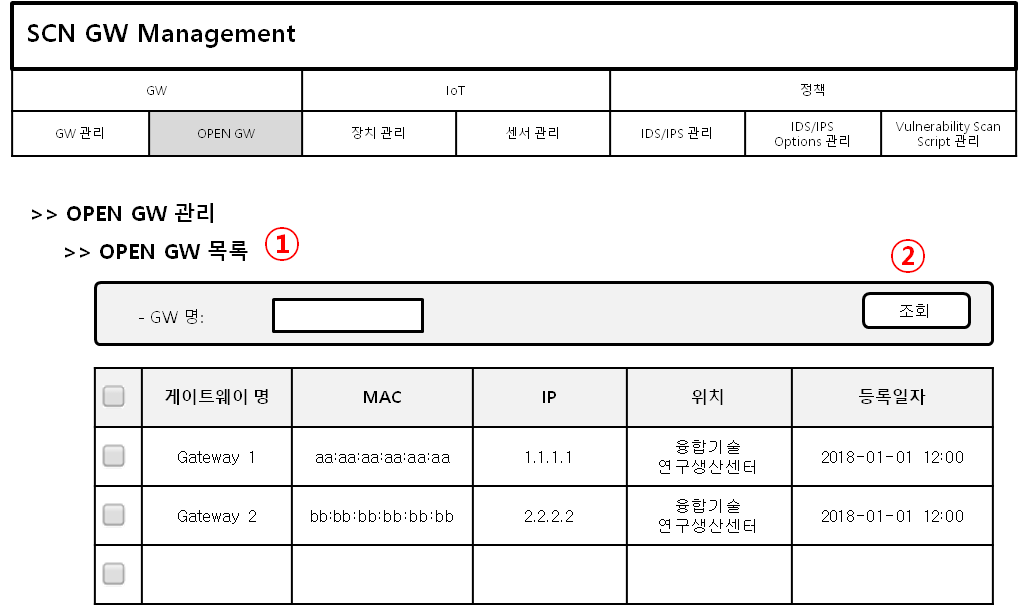 SCN GW Management
GW IoT 정책
GW 관리 OPEN GW 장치 관리 센서 관리 IDS/IPS 관리 IDS/IPS Options 관리 Vulnerability Scan Script 관리
>> OPEN GW 관리
>> OPEN GW 목록 ①
②
- GW 명: 조회
게이트웨이 명 MAC IP 위치 등록일자
Gateway 1 aa:aa:aa:aa:aa:aa 1.1.1.1 융합기술 연구생산센터 2018-01-01 12:00
Gateway 2 bb:bb:bb:bb:bb:bb 2.2.2.2 융합기술 연구생산센터 2018-01-01 12:00